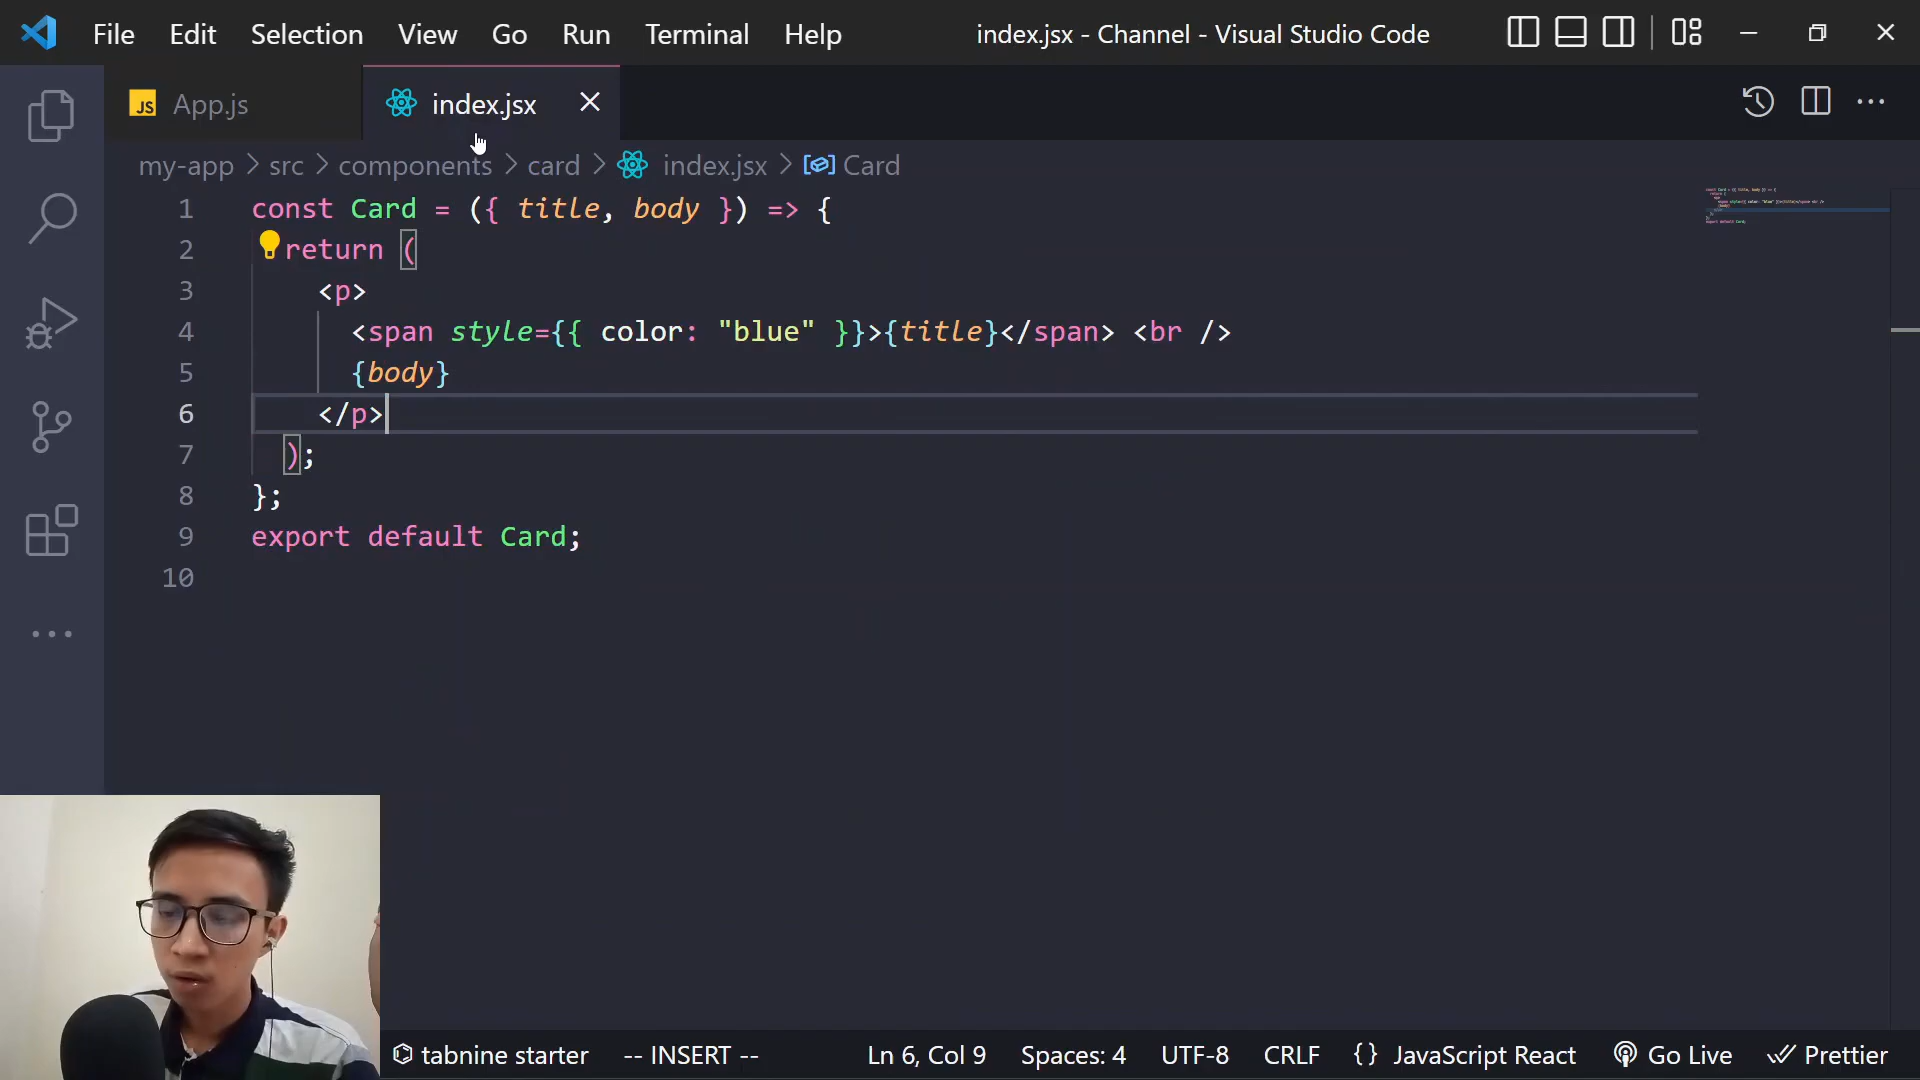 File Edit Selection View Go Run Terminal Help index.jsx - Channel - Visual Studio Code
JS App.js index.jsx
my-app > src > components > card > index.jsx > Card
1 const Card = ({ title, body }) => {
2 return (
3 <p>
4 <span style={{ color: "blue" }}>{title}</span> <br />
5 {body}
6 </p>
7 );
8 };
9 export default Card;
10
tabnine starter -- INSERT -- Ln 6, Col 9 Spaces: 4 UTF-8 CRLF {} JavaScript React Go Live Prettier